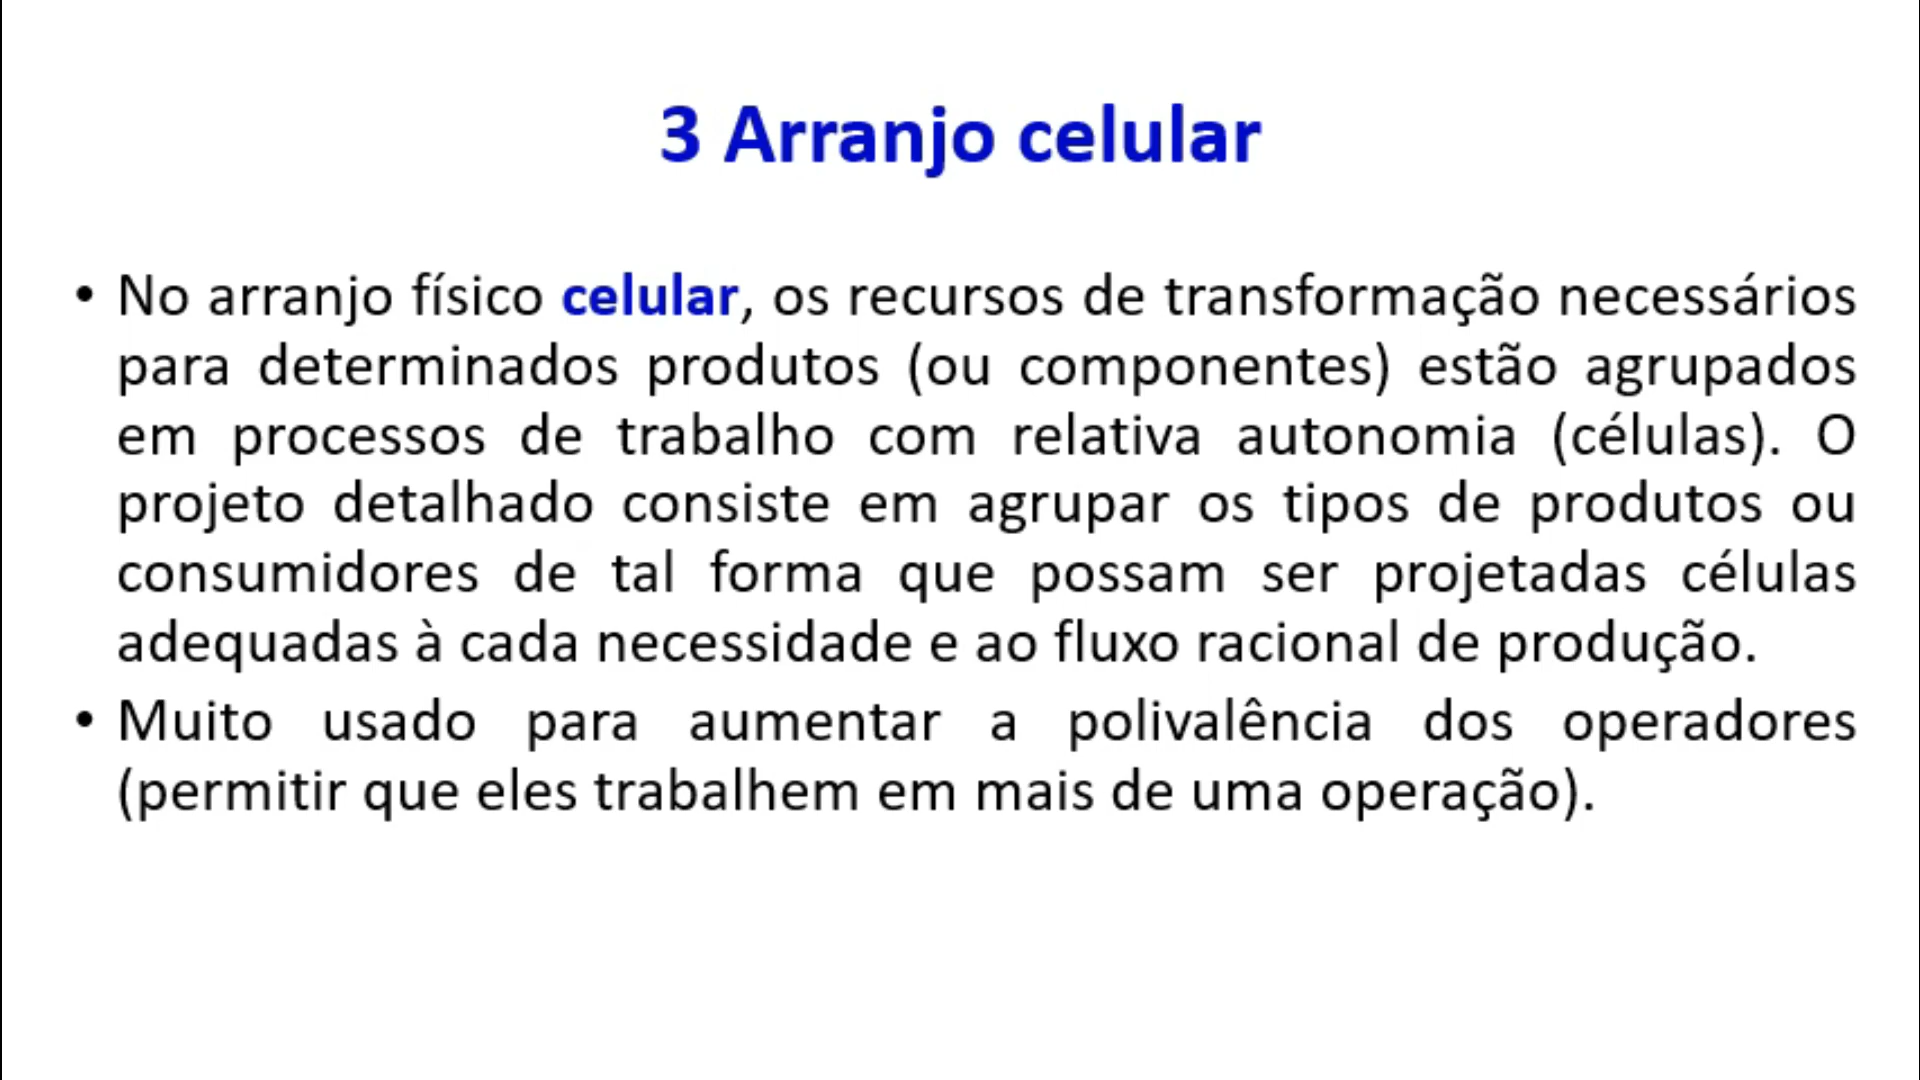 3 Arranjo celular
• No arranjo físico celular, os recursos de transformação necessários
para determinados produtos (ou componentes) estão agrupados
em processos de trabalho com relativa autonomia (células). O
projeto detalhado consiste em agrupar os tipos de produtos ou
consumidores de tal forma que possam ser projetadas células
adequadas à cada necessidade e ao fluxo racional de produção.
• Muito usado para aumentar a polivalência dos operadores
(permitir que eles trabalhem em mais de uma operação).